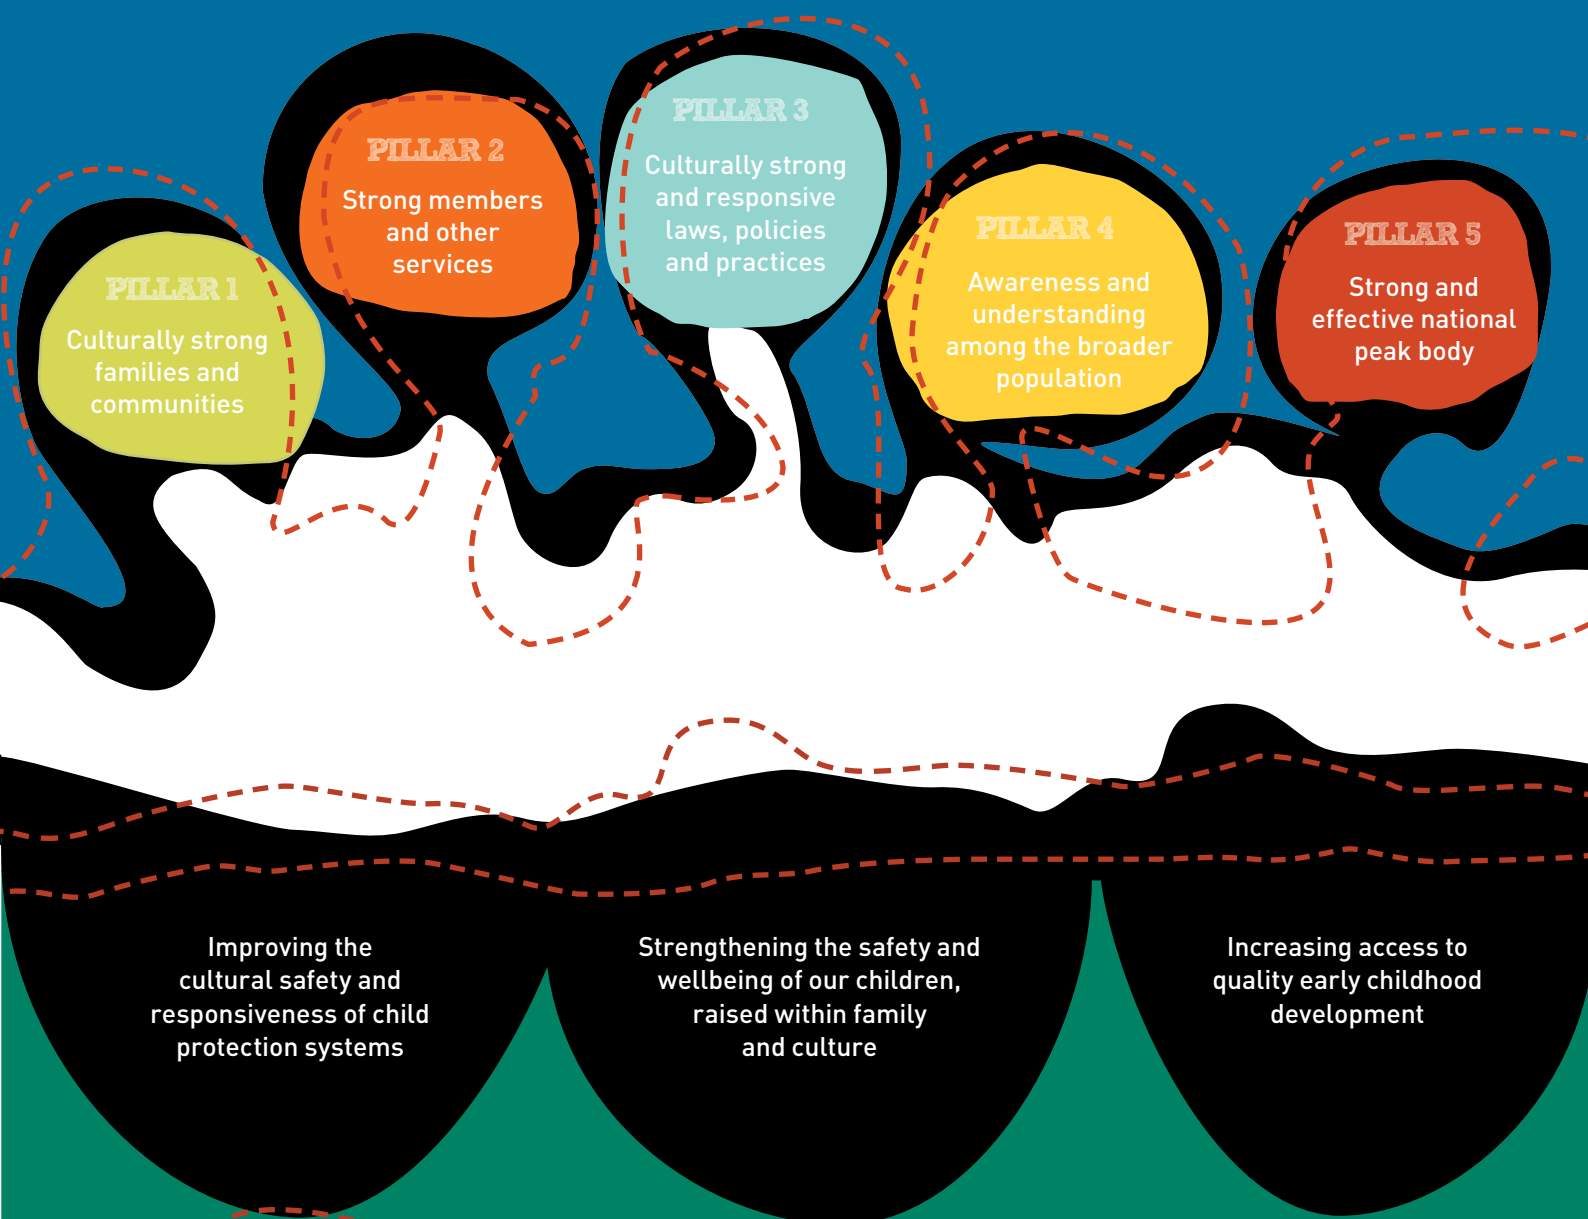 PILLAR 1
Culturally strong
families and
communities
PILLAR 2
Strong members
and other
services
PILLAR 3
Culturally strong
and responsive
laws, policies
and practices
PILLAR 4
Awareness and
understanding
among the broader
population
PILLAR 5
Strong and
effective national
peak body
Improving the
cultural safety and
responsiveness of child
protection systems
Strengthening the safety and
wellbeing of our children,
raised within family
and culture
Increasing access to
quality early childhood
development